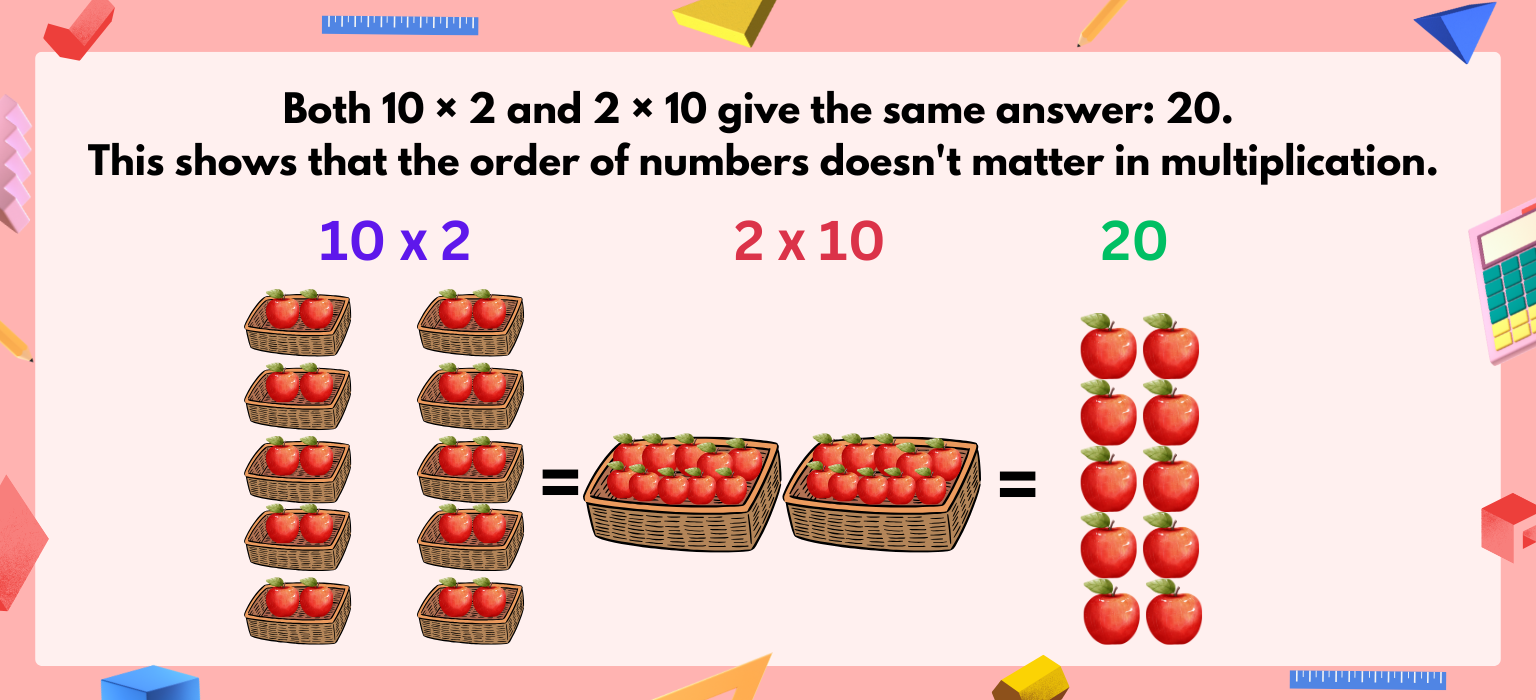 Both 10 × 2 and 2 × 10 give the same answer: 20.
This shows that the order of numbers doesn't matter in multiplication.
10 x 2 2 x 10 20
= =